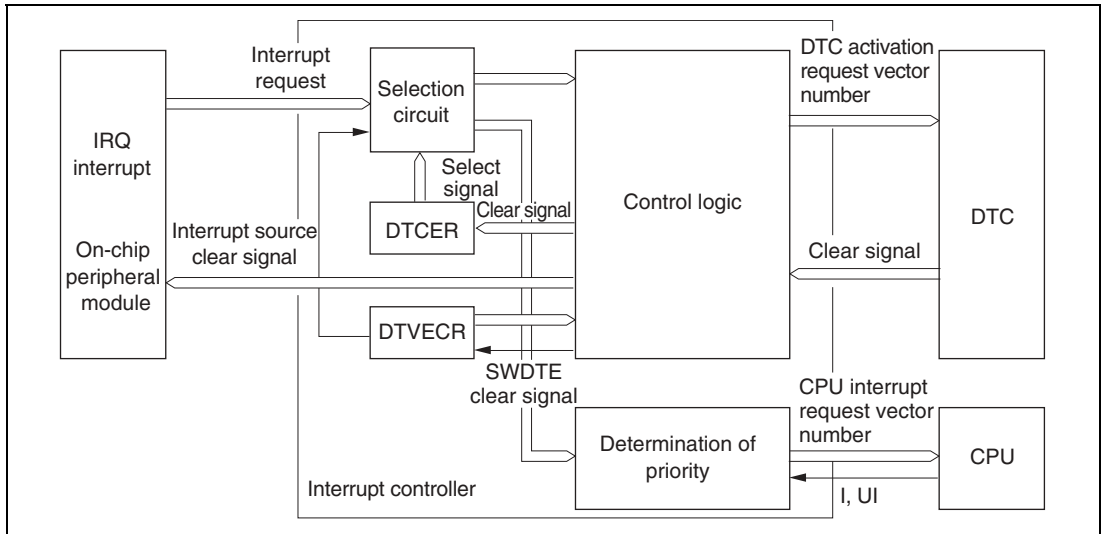 Interrupt
request
Selection
circuit
DTC activation
request vector
number
IRQ
interrupt
Select
signal
Control logic
DTC
DTCER
Clear signal
On-chip
peripheral
module
Interrupt source
clear signal
Clear signal
DTVECR
SWDTE
clear signal
CPU interrupt
request vector
number
Determination of
priority
CPU
Interrupt controller
I, UI